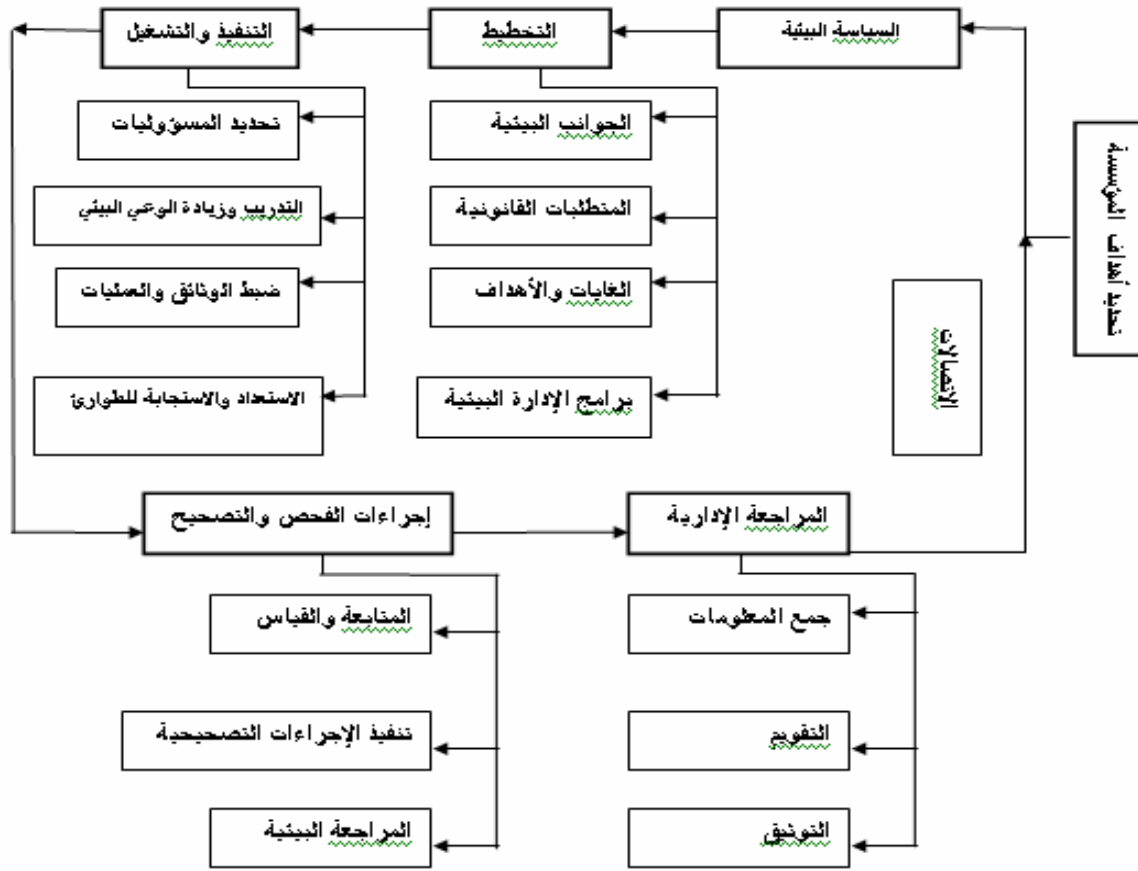 السياسة البيئية
التخطيط
التنفيذ والتشغيل
تحديد أهداف المؤسسة
الجوانب البيئية
المتطلبات القانونية
الغايات والأهداف
برامج الإدارة البيئية
تحديد المسؤوليات
التدريب وزيادة الوعي البيئي
ضبط الوثائق والعمليات
الاستعداد والاستجابة للطوارئ
الاتصالات
المراجعة الإدارية
إجراءات الفحص والتصحيح
جمع المعلومات
التقويم
التوثيق
المتابعة والقياس
تنفيذ الإجراءات التصحيحية
المراجعة البيئية